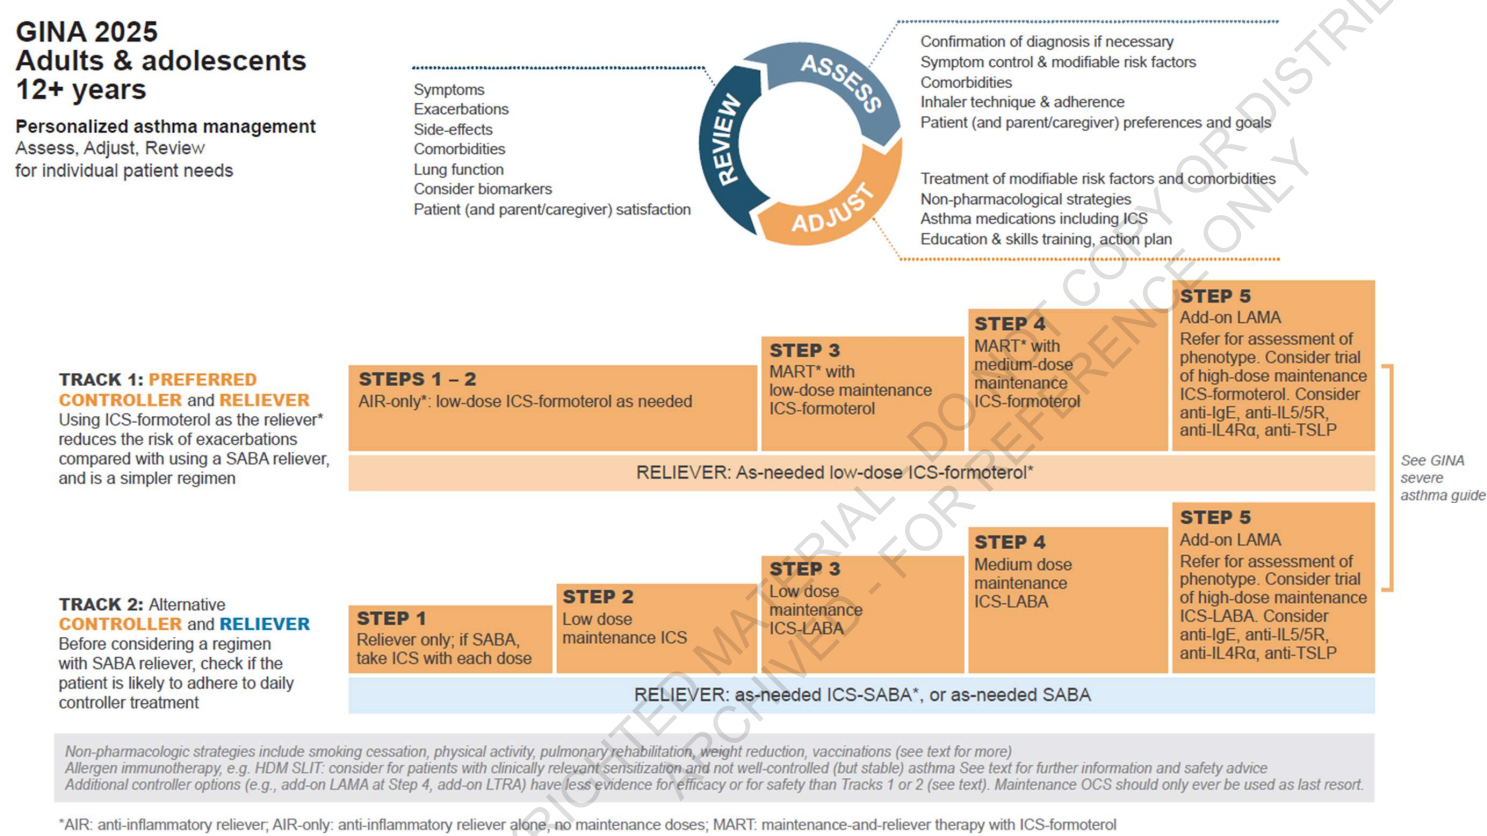 GINA 2025
Adults & adolescents
12+ years
Personalized asthma management
Assess, Adjust, Review
for individual patient needs
Symptoms
Exacerbations
Side-effects
Comorbidities
Lung function
Consider biomarkers
Patient (and parent/caregiver) satisfaction
REVIEW
ASSESS
ADJUST
Confirmation of diagnosis if necessary
Symptom control & modifiable risk factors
Comorbidities
Inhaler technique & adherence
Patient (and parent/caregiver) preferences and goals
Treatment of modifiable risk factors and comorbidities
Non-pharmacological strategies
Asthma medications including ICS
Education & skills training, action plan
TRACK 1: PREFERRED
CONTROLLER and RELIEVER
Using ICS-formoterol as the reliever*
reduces the risk of exacerbations
compared with using a SABA reliever,
and is a simpler regimen
STEPS 1 – 2
AIR-only*: low-dose ICS-formoterol as needed
STEP 3
MART* with
low-dose maintenance
ICS-formoterol
STEP 4
MART* with
medium-dose
maintenance
ICS-formoterol
STEP 5
Add-on LAMA
Refer for assessment of
phenotype. Consider trial
of high-dose maintenance
ICS-formoterol. Consider
anti-IgE, anti-IL5/5R,
anti-IL4Rα, anti-TSLP
RELIEVER: As-needed low-dose ICS-formoterol*
See GINA
severe
asthma guide
TRACK 2: Alternative
CONTROLLER and RELIEVER
Before considering a regimen
with SABA reliever, check if the
patient is likely to adhere to daily
controller treatment
STEP 1
Reliever only; if SABA,
take ICS with each dose
STEP 2
Low dose
maintenance ICS
STEP 3
Low dose
maintenance
ICS-LABA
STEP 4
Medium dose
maintenance
ICS-LABA
STEP 5
Add-on LAMA
Refer for assessment of
phenotype. Consider trial
of high-dose maintenance
ICS-LABA. Consider
anti-IgE, anti-IL5/5R,
anti-IL4Rα, anti-TSLP
RELIEVER: as-needed ICS-SABA*, or as-needed SABA
Non-pharmacologic strategies include smoking cessation, physical activity, pulmonary rehabilitation, weight reduction, vaccinations (see text for more)
Allergen immunotherapy, e.g. HDM SLIT: consider for patients with clinically relevant sensitization and not well-controlled (but stable) asthma See text for further information and safety advice
Additional controller options (e.g., add-on LAMA at Step 4, add-on LTRA) have less evidence for efficacy or for safety than Tracks 1 or 2 (see text). Maintenance OCS should only ever be used as last resort.
*AIR: anti-inflammatory reliever; AIR-only: anti-inflammatory reliever alone, no maintenance doses; MART: maintenance-and-reliever therapy with ICS-formoterol
MATERIAL - DO NOT COPY OR
ARCHIVED - FOR REFERENCE ONLY